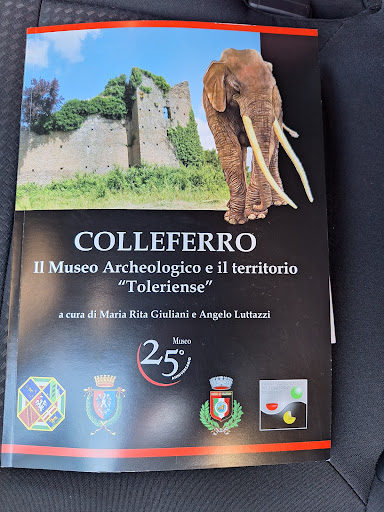 COLLEFERRO
Il Museo Archeologico e il territorio
“Toleriense”
a cura di Maria Rita Giuliani e Angelo Luttazzi
Museo
25°